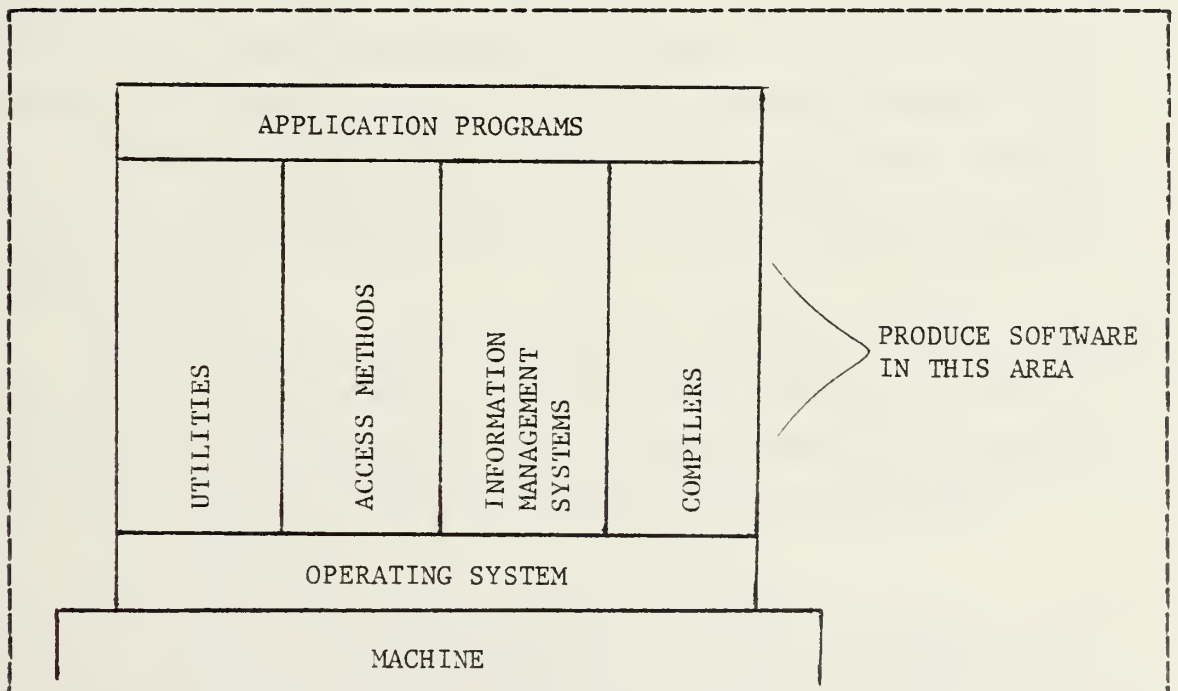 APPLICATION PROGRAMS
UTILITIES
ACCESS METHODS
INFORMATION
MANAGEMENT
SYSTEMS
COMPILERS
PRODUCE SOFTWARE
IN THIS AREA
OPERATING SYSTEM
MACHINE